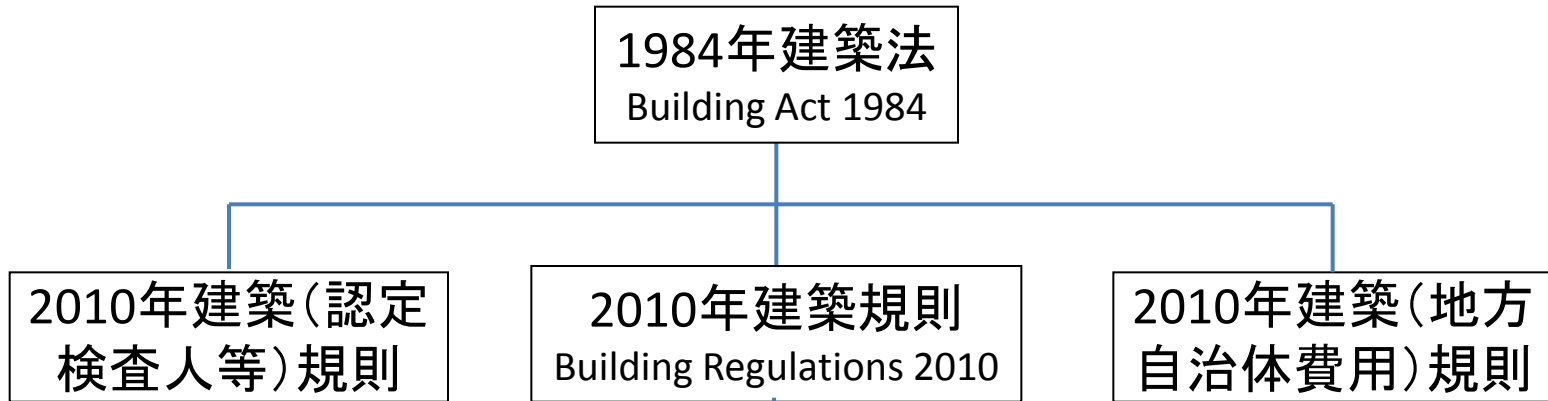 1984年建築法
Building Act 1984
2010年建築(認定
検査人等)規則
2010年建築規則
Building Regulations 2010
2010年建築(地方
自治体費用)規則